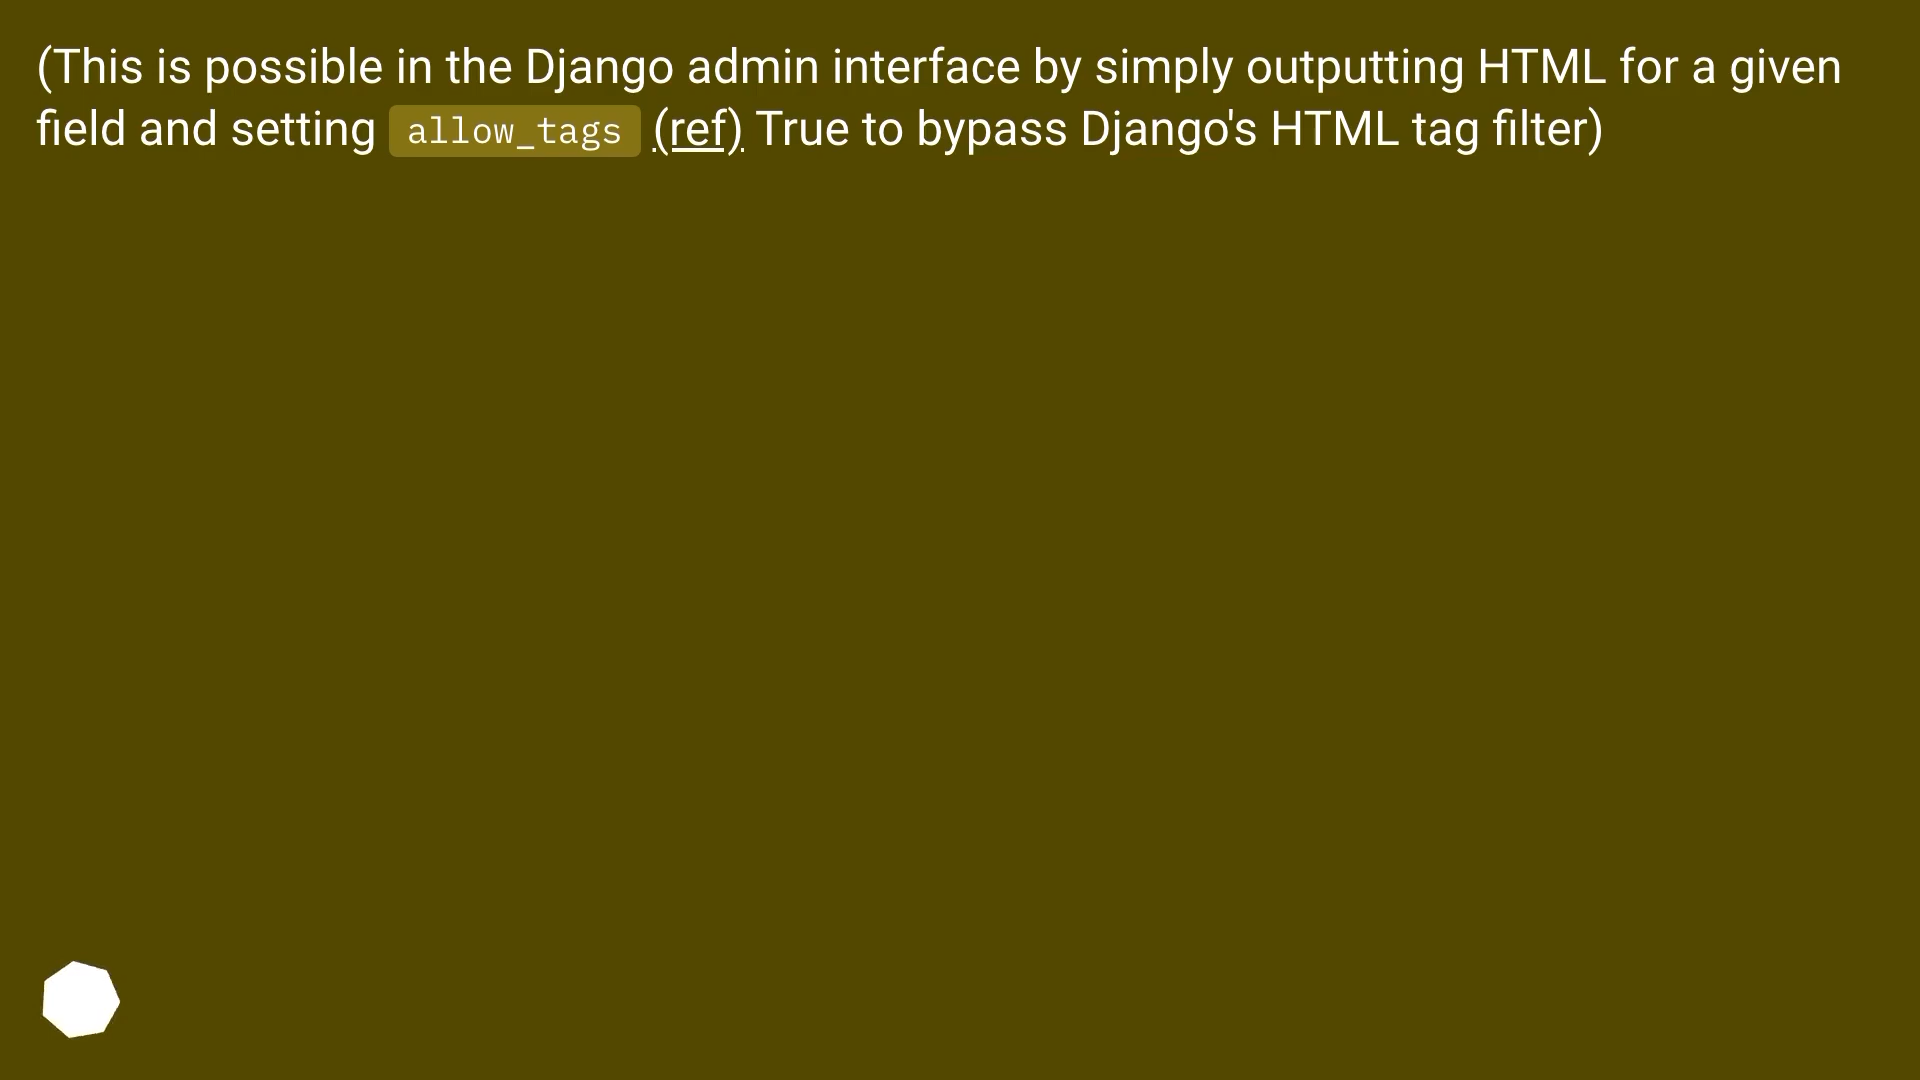 (This is possible in the Django admin interface by simply outputting HTML for a given
field and setting allow_tags (ref) True to bypass Django's HTML tag filter)